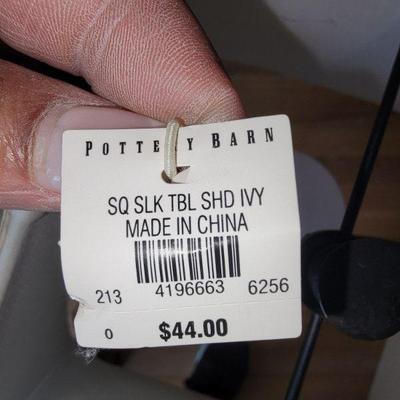 POTTERY BARN
SQ SLK TBL SHD IVY
MADE IN CHINA
213 4196663 6256
0 $44.00